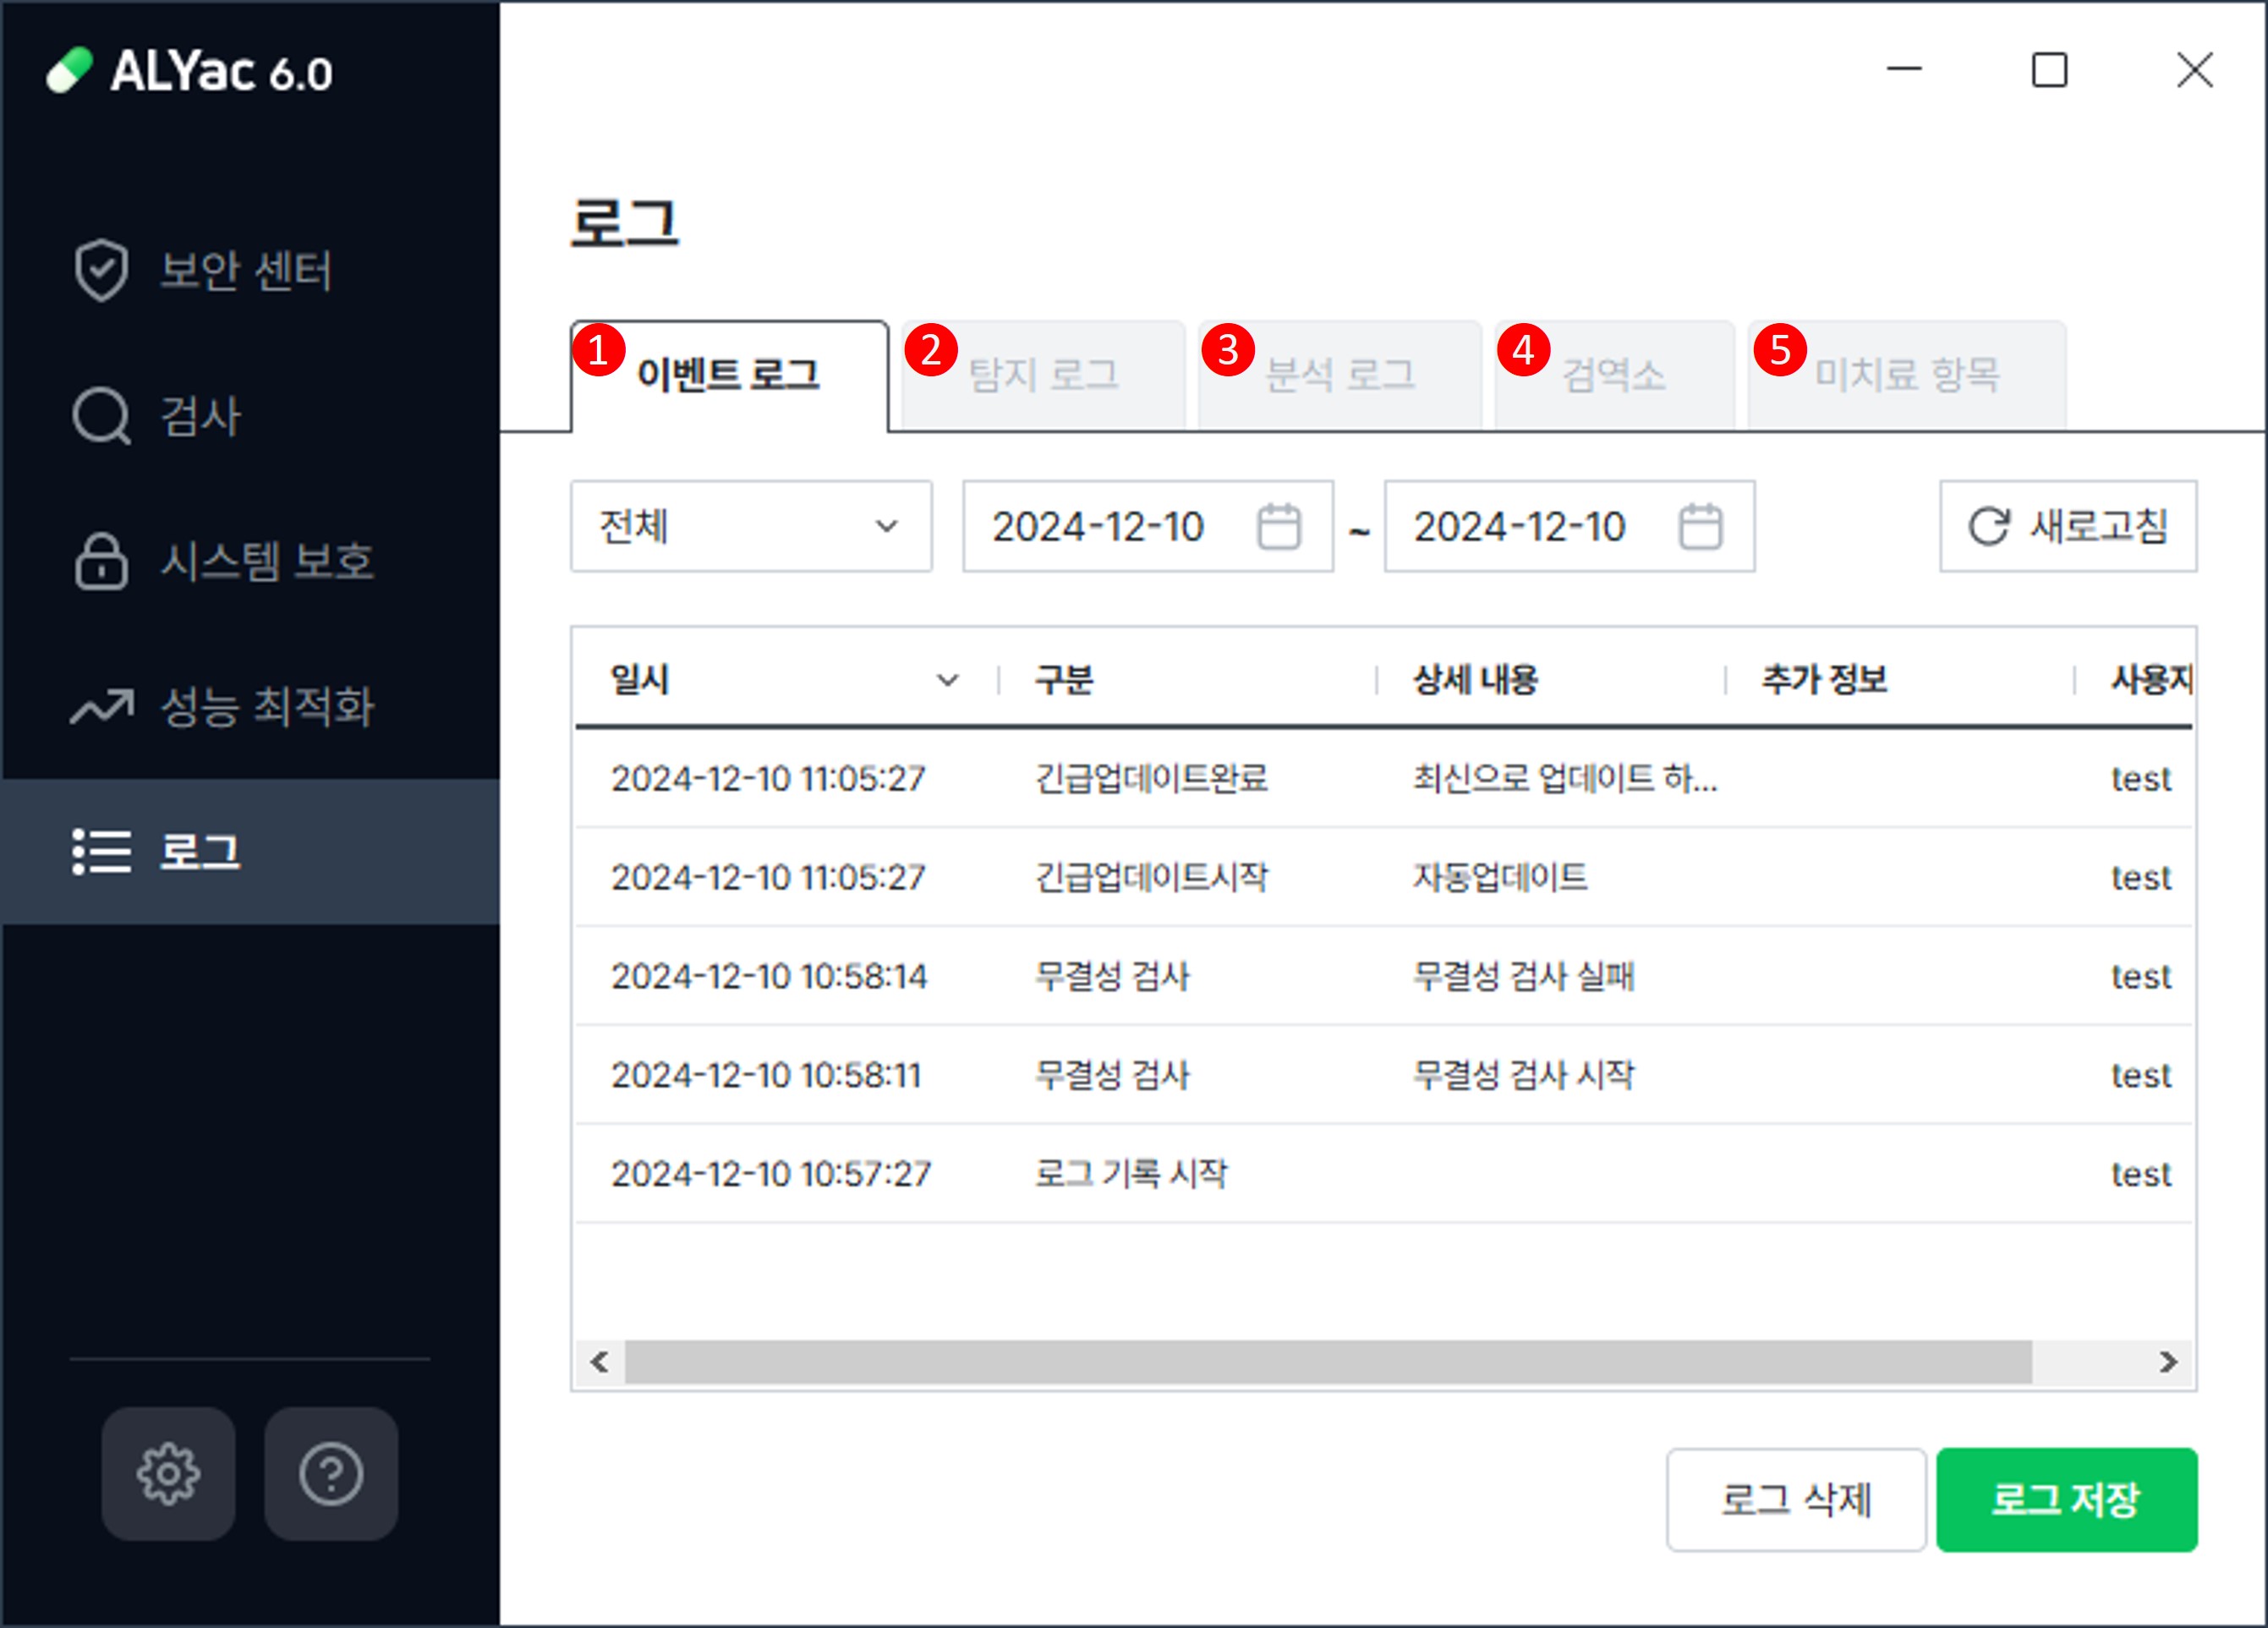 ALYac 6.0
보안 센터
검사
시스템 보호
성능 최적화
로그
로그
1 이벤트 로그 2 탐지 로그 3 분석 로그 4 검역소 5 미치료 항목
전체 2024-12-10 ~ 2024-12-10 새로고침
일시 구분 상세 내용 추가 정보 사용자
2024-12-10 11:05:27 긴급업데이트완료 최신으로 업데이트 하... test
2024-12-10 11:05:27 긴급업데이트시작 자동업데이트 test
2024-12-10 10:58:14 무결성 검사 무결성 검사 실패 test
2024-12-10 10:58:11 무결성 검사 무결성 검사 시작 test
2024-12-10 10:57:27 로그 기록 시작 test
로그 삭제 로그 저장